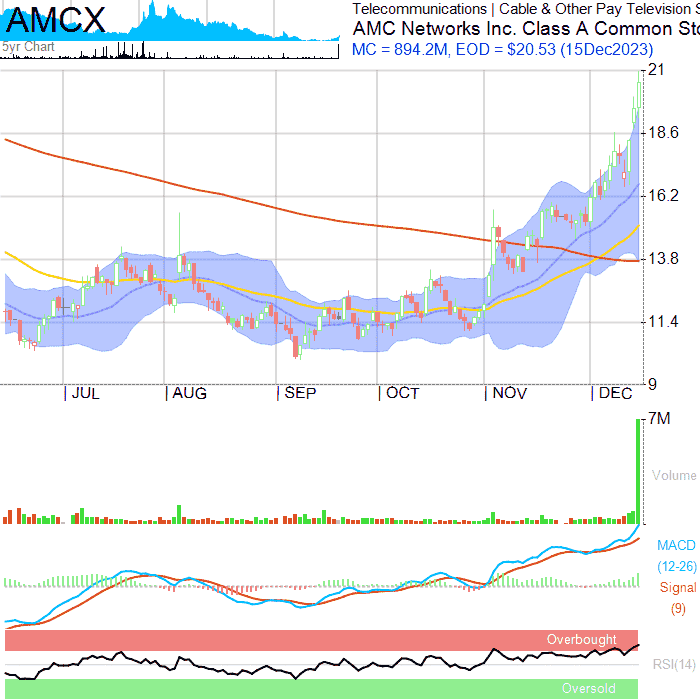 AMCX
5yr Chart
Telecommunications | Cable & Other Pay Television S
AMC Networks Inc. Class A Common Sto
MC = 894.2M, EOD = $20.53 (15Dec2023)
21
18.6
16.2
13.8
11.4
9
JUL AUG SEP OCT NOV DEC
7M
Volume
MACD
(12-26)
Signal
(9)
Overbought
RSI(14)
Oversold